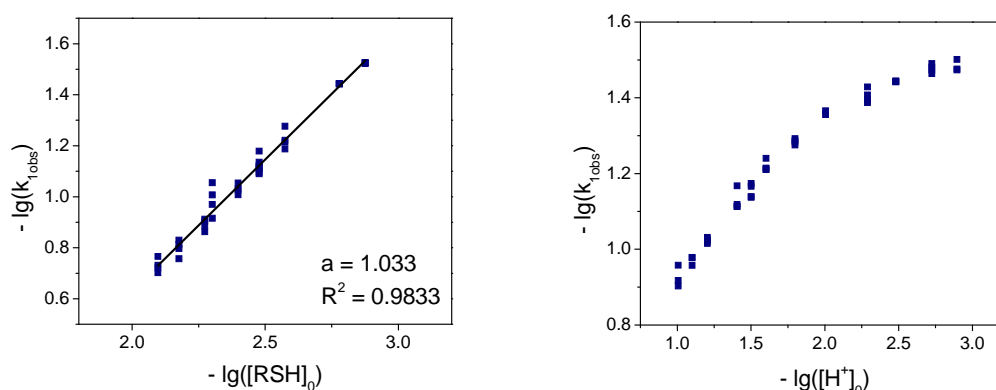 1.6
1.4
1.2
1.0
0.8
0.6
2.0 2.5 3.0
- lg(k1obs)
- lg([RSH]0)
a = 1.033
R2 = 0.9833
1.6
1.4
1.2
1.0
0.8
1.0 1.5 2.0 2.5 3.0
- lg(k1obs)
- lg([H+]0)